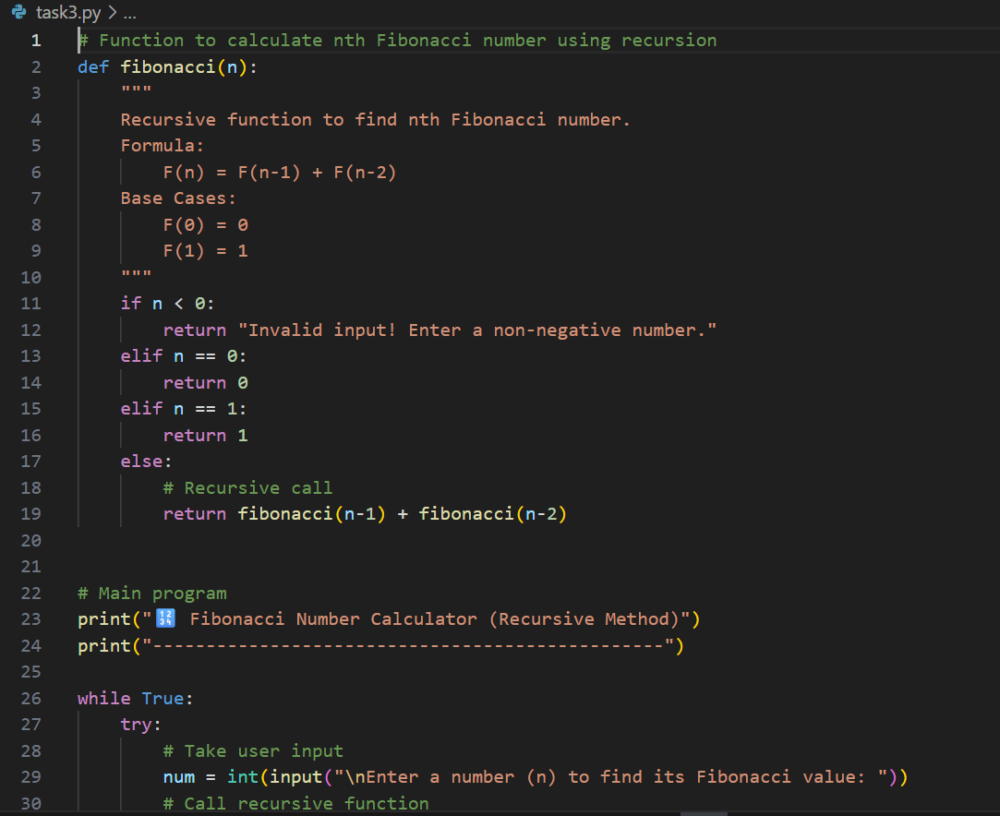 task3.py > ...
1 # Function to calculate nth Fibonacci number using recursion
2 def fibonacci(n):
3     """
4     Recursive function to find nth Fibonacci number.
5     Formula:
6         F(n) = F(n-1) + F(n-2)
7     Base Cases:
8         F(0) = 0
9         F(1) = 1
10     """
11     if n < 0:
12         return "Invalid input! Enter a non-negative number."
13     elif n == 0:
14         return 0
15     elif n == 1:
16         return 1
17     else:
18         # Recursive call
19         return fibonacci(n-1) + fibonacci(n-2)
20
21
22 # Main program
23 print("🔢 Fibonacci Number Calculator (Recursive Method)")
24 print("------------------------------------------------")
25
26 while True:
27     try:
28         # Take user input
29         num = int(input("\nEnter a number (n) to find its Fibonacci value: "))
30         # Call recursive function